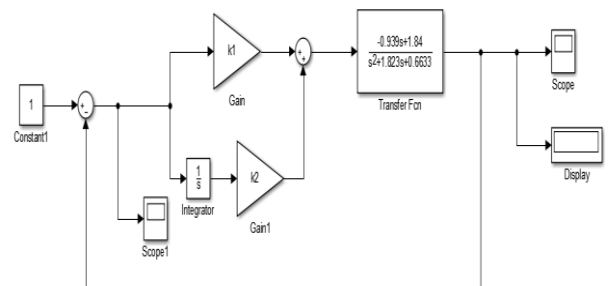 1
Constant1
+
−
k1
Gain
+
+
-0.939s+1.84
s2+1.823s+0.6633
Transfer Fcn
Scope
Display
1
s
Integrator
k2
Gain1
Scope1